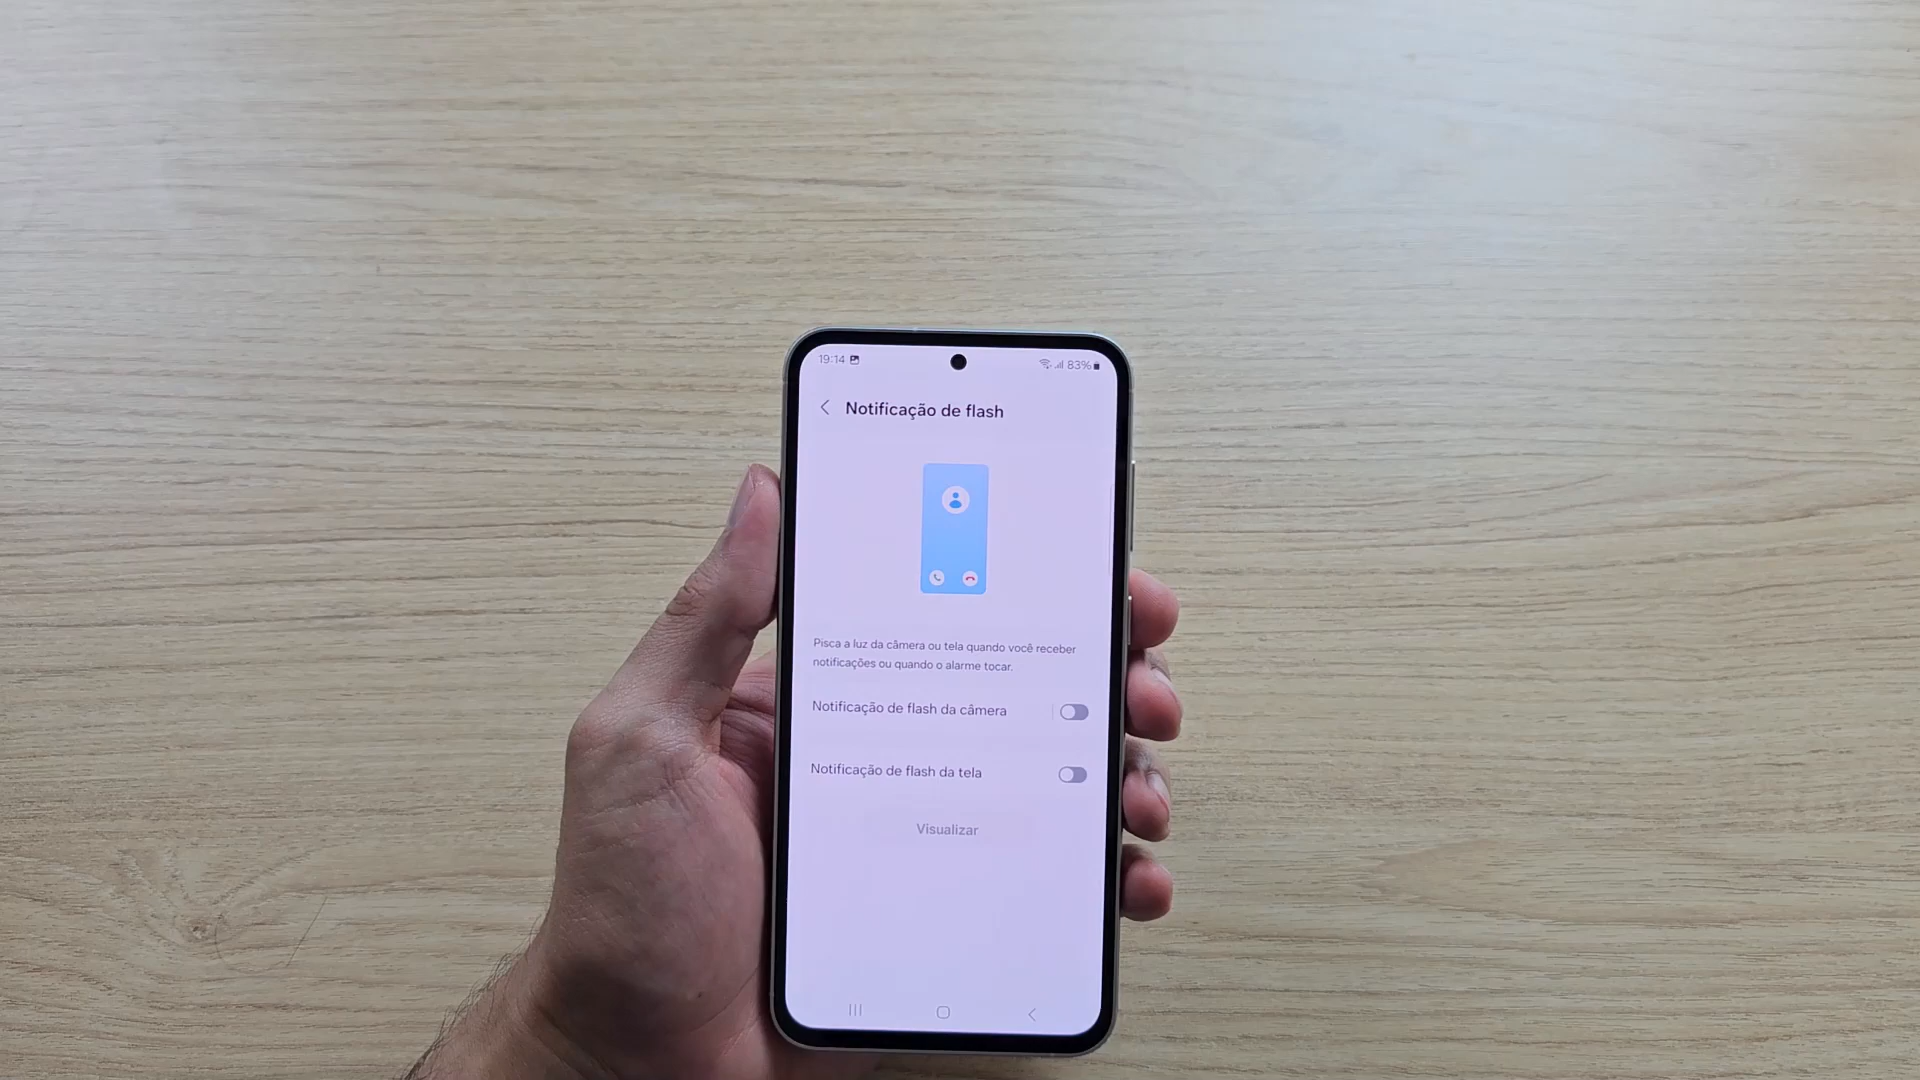 19:14
83%
Notificação de flash
Pisca a luz da câmera ou tela quando você receber
notificações ou quando o alarme tocar.
Notificação de flash da câmera
Notificação de flash da tela
Visualizar